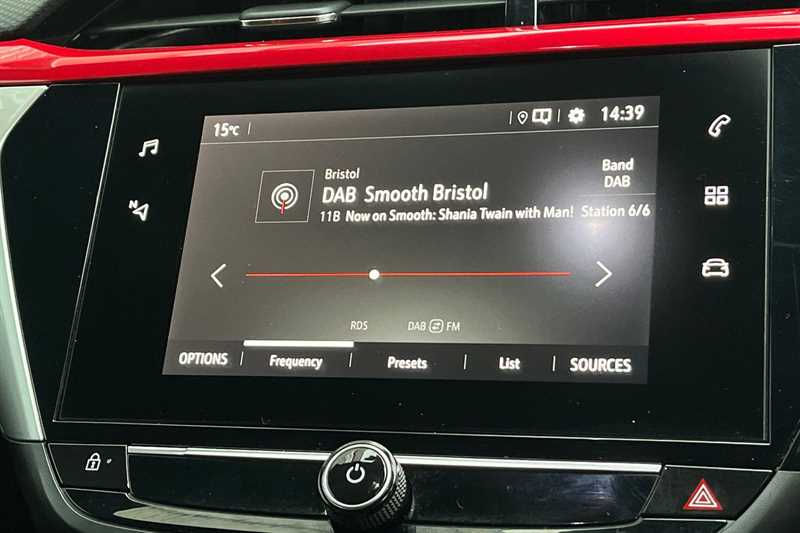 15°C
14:39
Bristol
DAB Smooth Bristol
Band
DAB
11B Now on Smooth: Shania Twain with Man! Station 6/6
N
RDS DAB FM
OPTIONS Frequency Presets List SOURCES